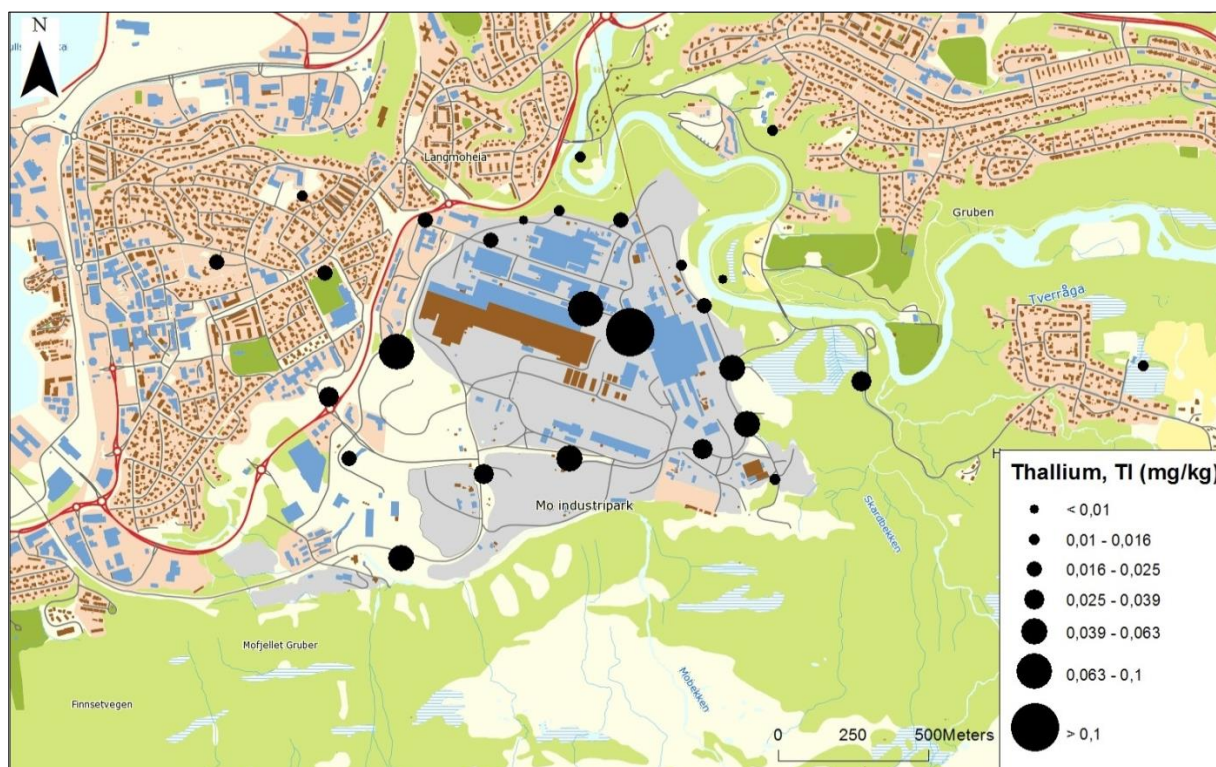 N
Langmoheia
Gruben
Tverråga
Mo industripark
Skardbekken
Mofjellet Gruber
Mobekken
Finnsetvegen
Thallium, Tl (mg/kg)
< 0,01
0,01 - 0,016
0,016 - 0,025
0,025 - 0,039
0,039 - 0,063
0,063 - 0,1
> 0,1
0 250 500Meters